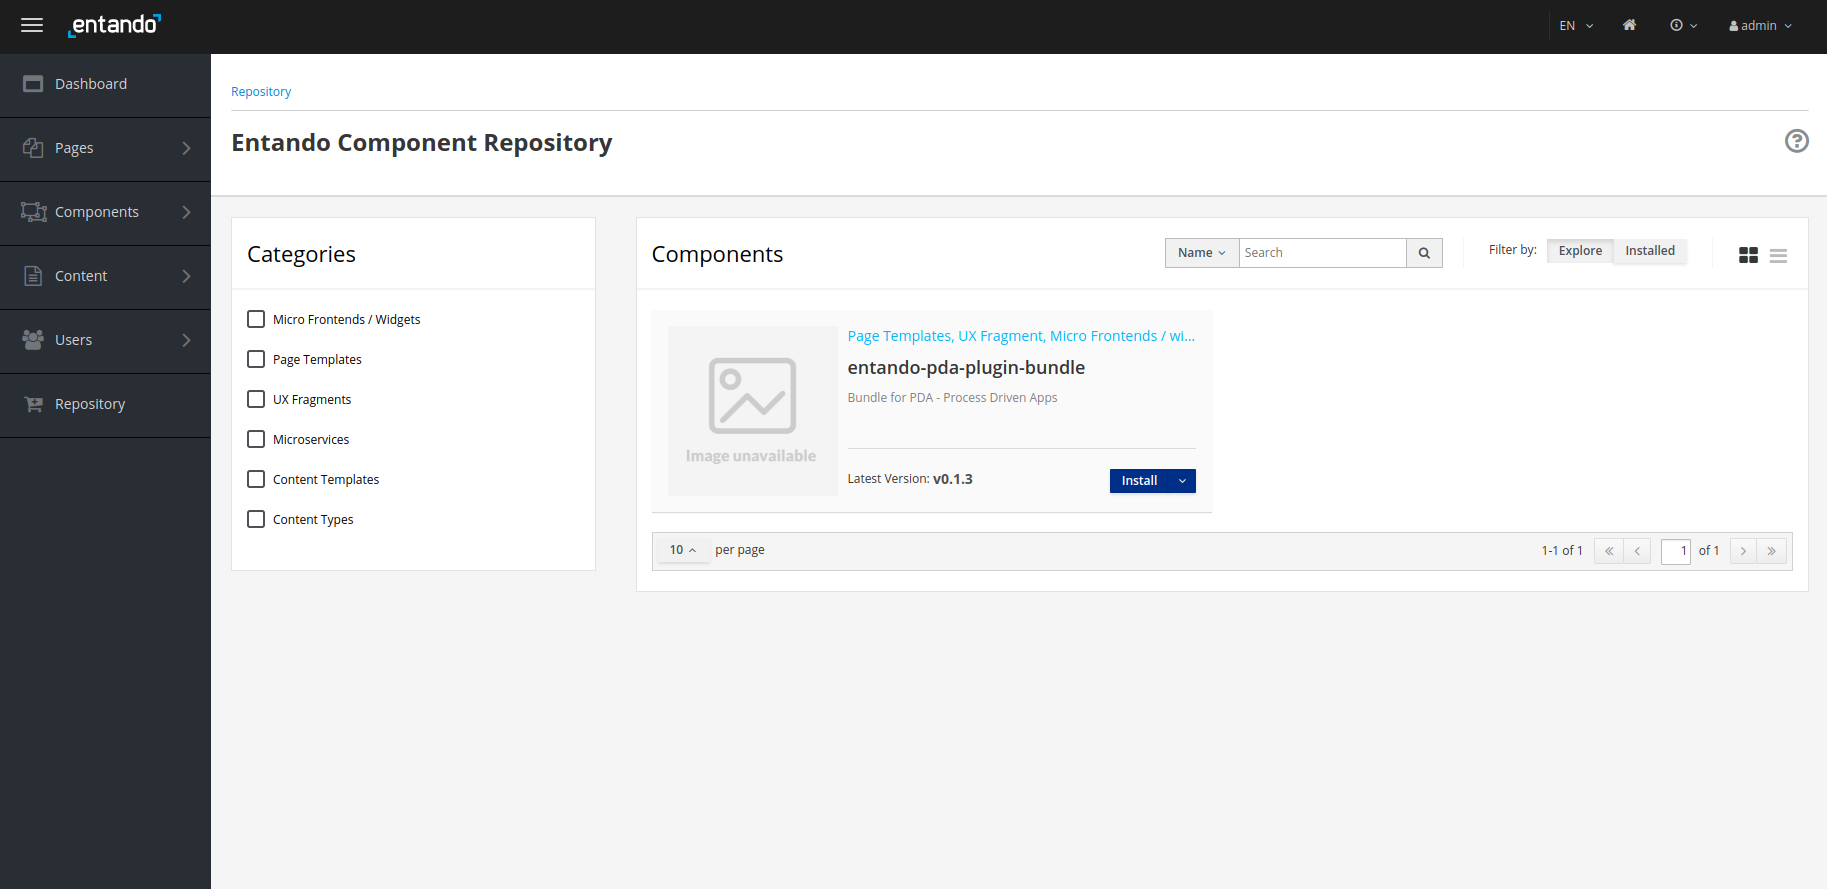 entando
EN
admin
Dashboard
Pages
Components
Content
Users
Repository
Repository
Entando Component Repository
Categories
Micro Frontends / Widgets
Page Templates
UX Fragments
Microservices
Content Templates
Content Types
Components
Name
Search
Filter by:
Explore
Installed
Image unavailable
Page Templates, UX Fragment, Micro Frontends / wi...
entando-pda-plugin-bundle
Bundle for PDA - Process Driven Apps
Latest Version: v0.1.3
Install
10 per page
1-1 of 1
1 of 1